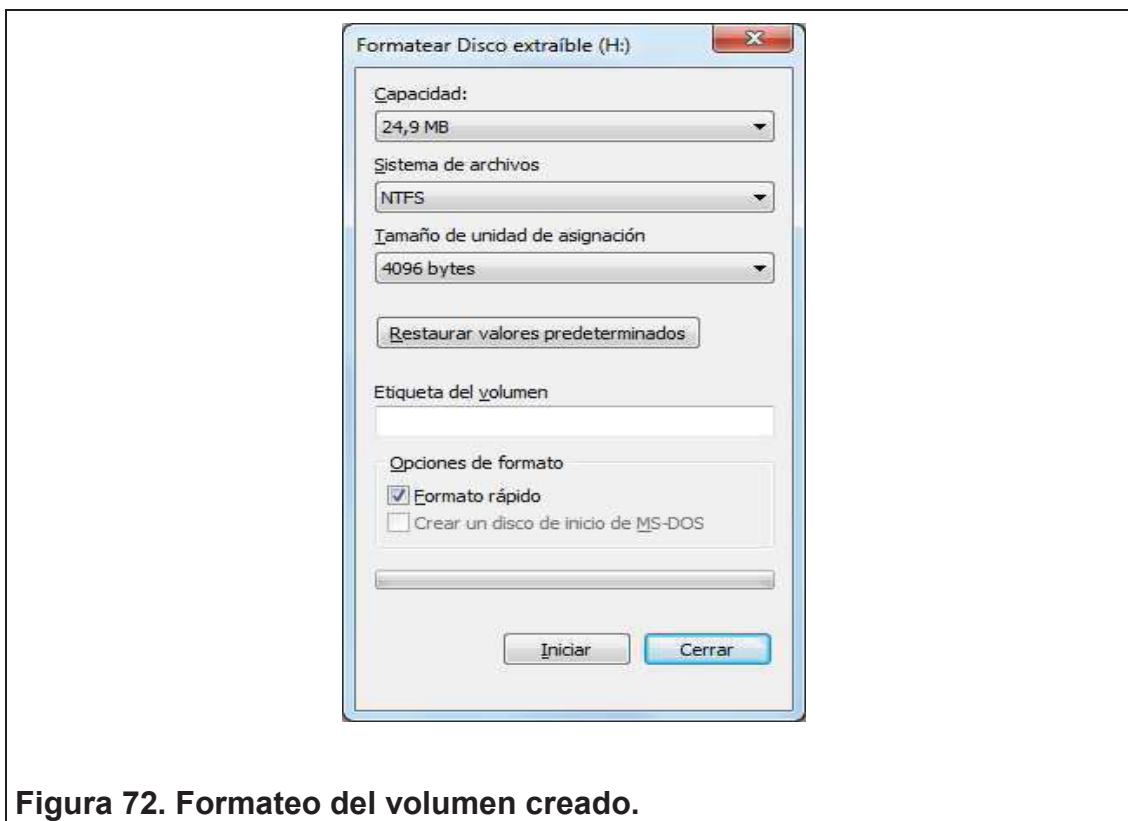 Formatear Disco extraíble (H:)
Capacidad:
24,9 MB
Sistema de archivos
NTFS
Tamaño de unidad de asignación
4096 bytes
Restaurar valores predeterminados
Etiqueta del volumen
Opciones de formato
Formato rápido
Crear un disco de inicio de MS-DOS
Iniciar Cerrar
Figura 72. Formateo del volumen creado.